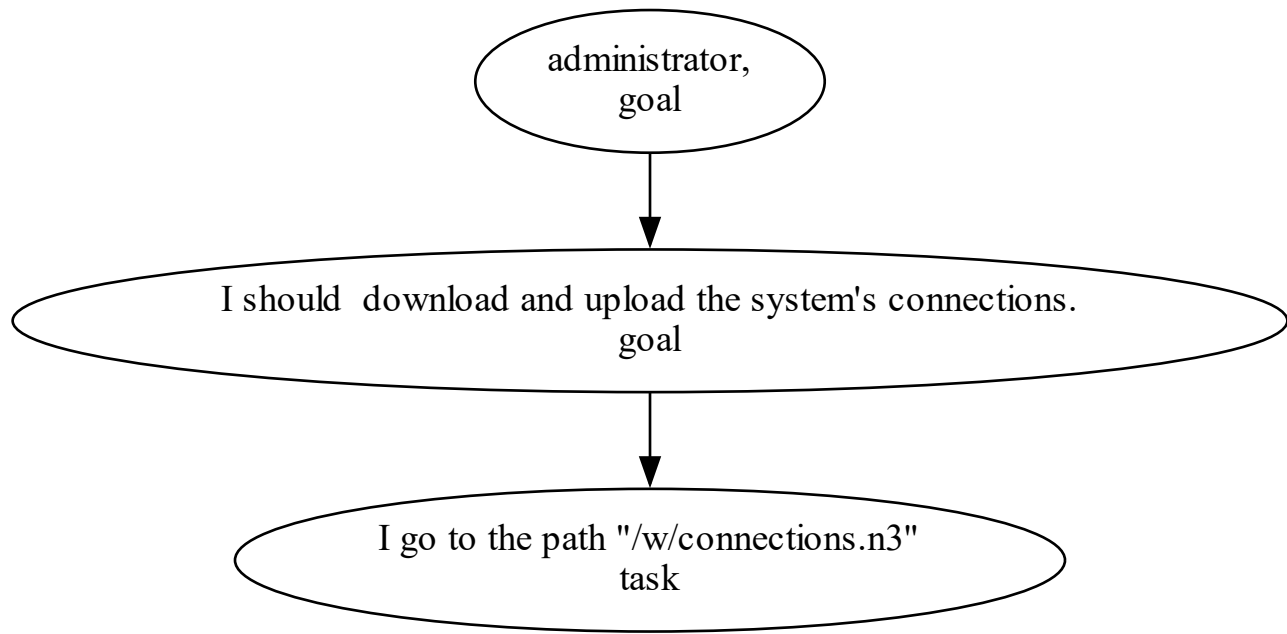 administrator,
goal
I should  download and upload the system's connections.
goal
I go to the path "/w/connections.n3"
task